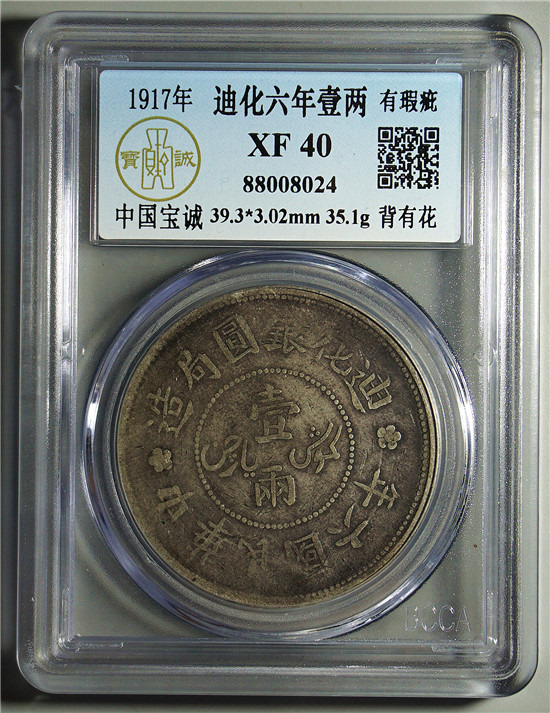 1917年 迪化六年壹两 有瑕疵
寶誠
XF 40
88008024
中国宝诚 39.3*3.02mm 35.1g 背有花
迪化銀圓局造
壹兩
中華民國六年